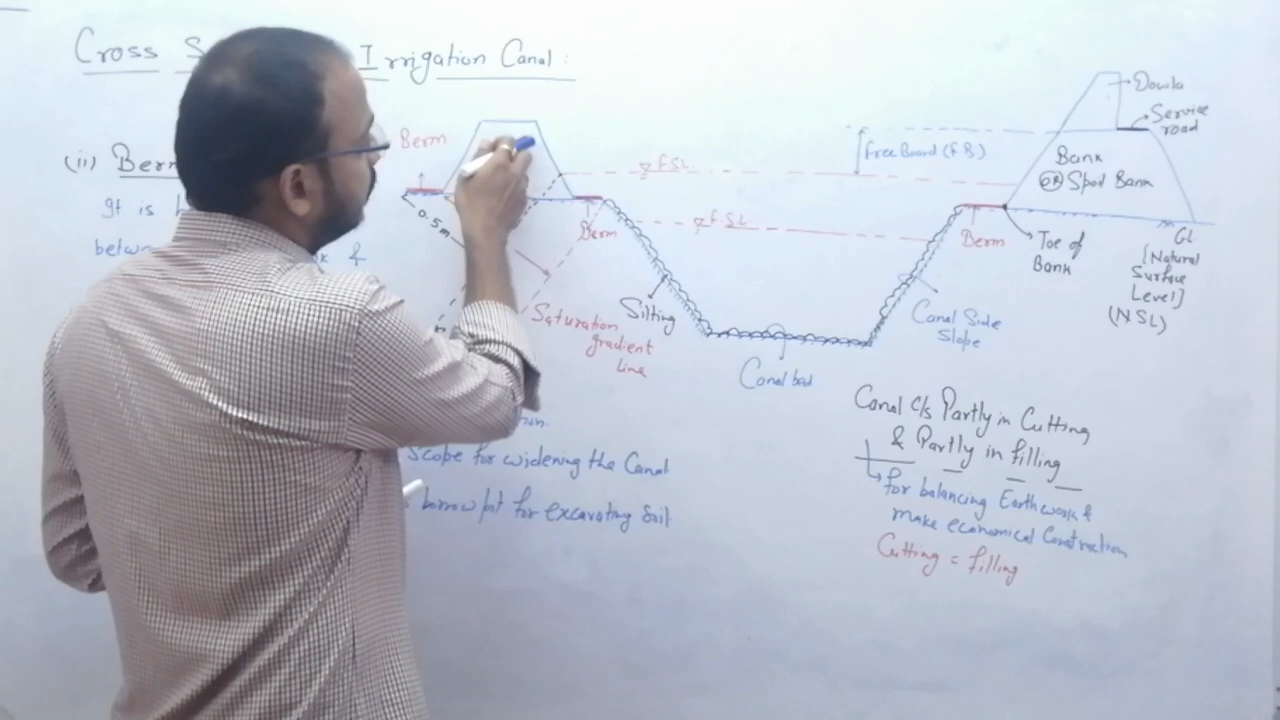 Cross S Irrigation Canal :
(ii) Berm
It is
betw k &
Berm
0.5m
Berm
Saturation
gradient
Line
Silting
F.S.L
F.S.L
Canal bed
Free Board (F.B.)
Dowla
Service
road
Bank
OR Spoil Bank
Berm
Toe of
Bank
GL
[Natural
Surface
Level]
(NSL)
Canal Side
Slope
Scope for widening the Canal
borrow pit for excavating Soil
Canal C/s Partly in Cutting
& Partly in filling
for balancing Earthwork &
make economical Construction
Cutting = filling